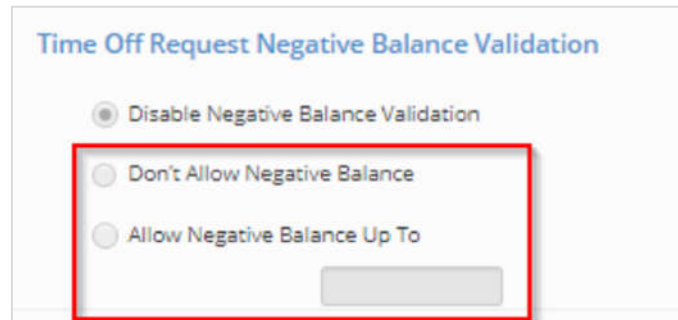 Time Off Request Negative Balance Validation
Disable Negative Balance Validation
Don't Allow Negative Balance
Allow Negative Balance Up To